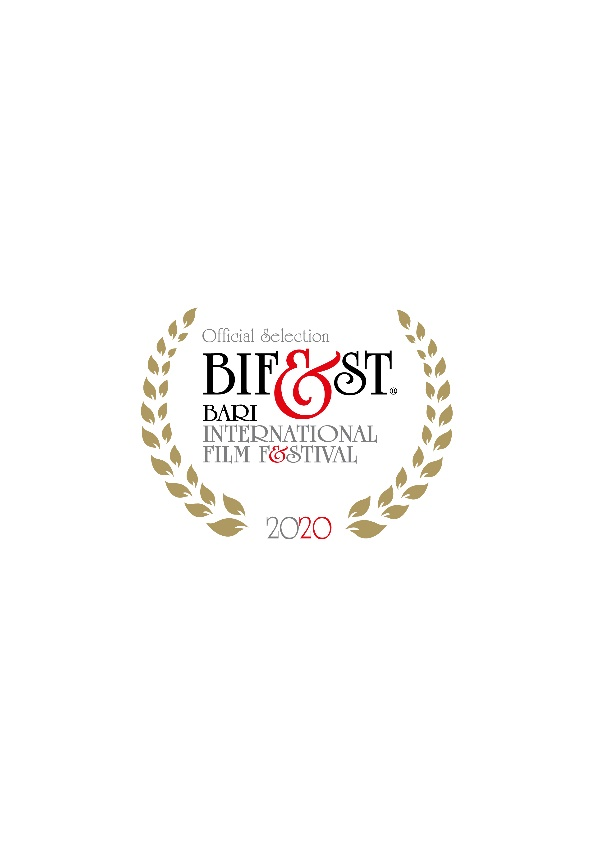 Official Selection
BIF&ST®
BARI
INTERNATIONAL
FILM F&STIVAL
2020